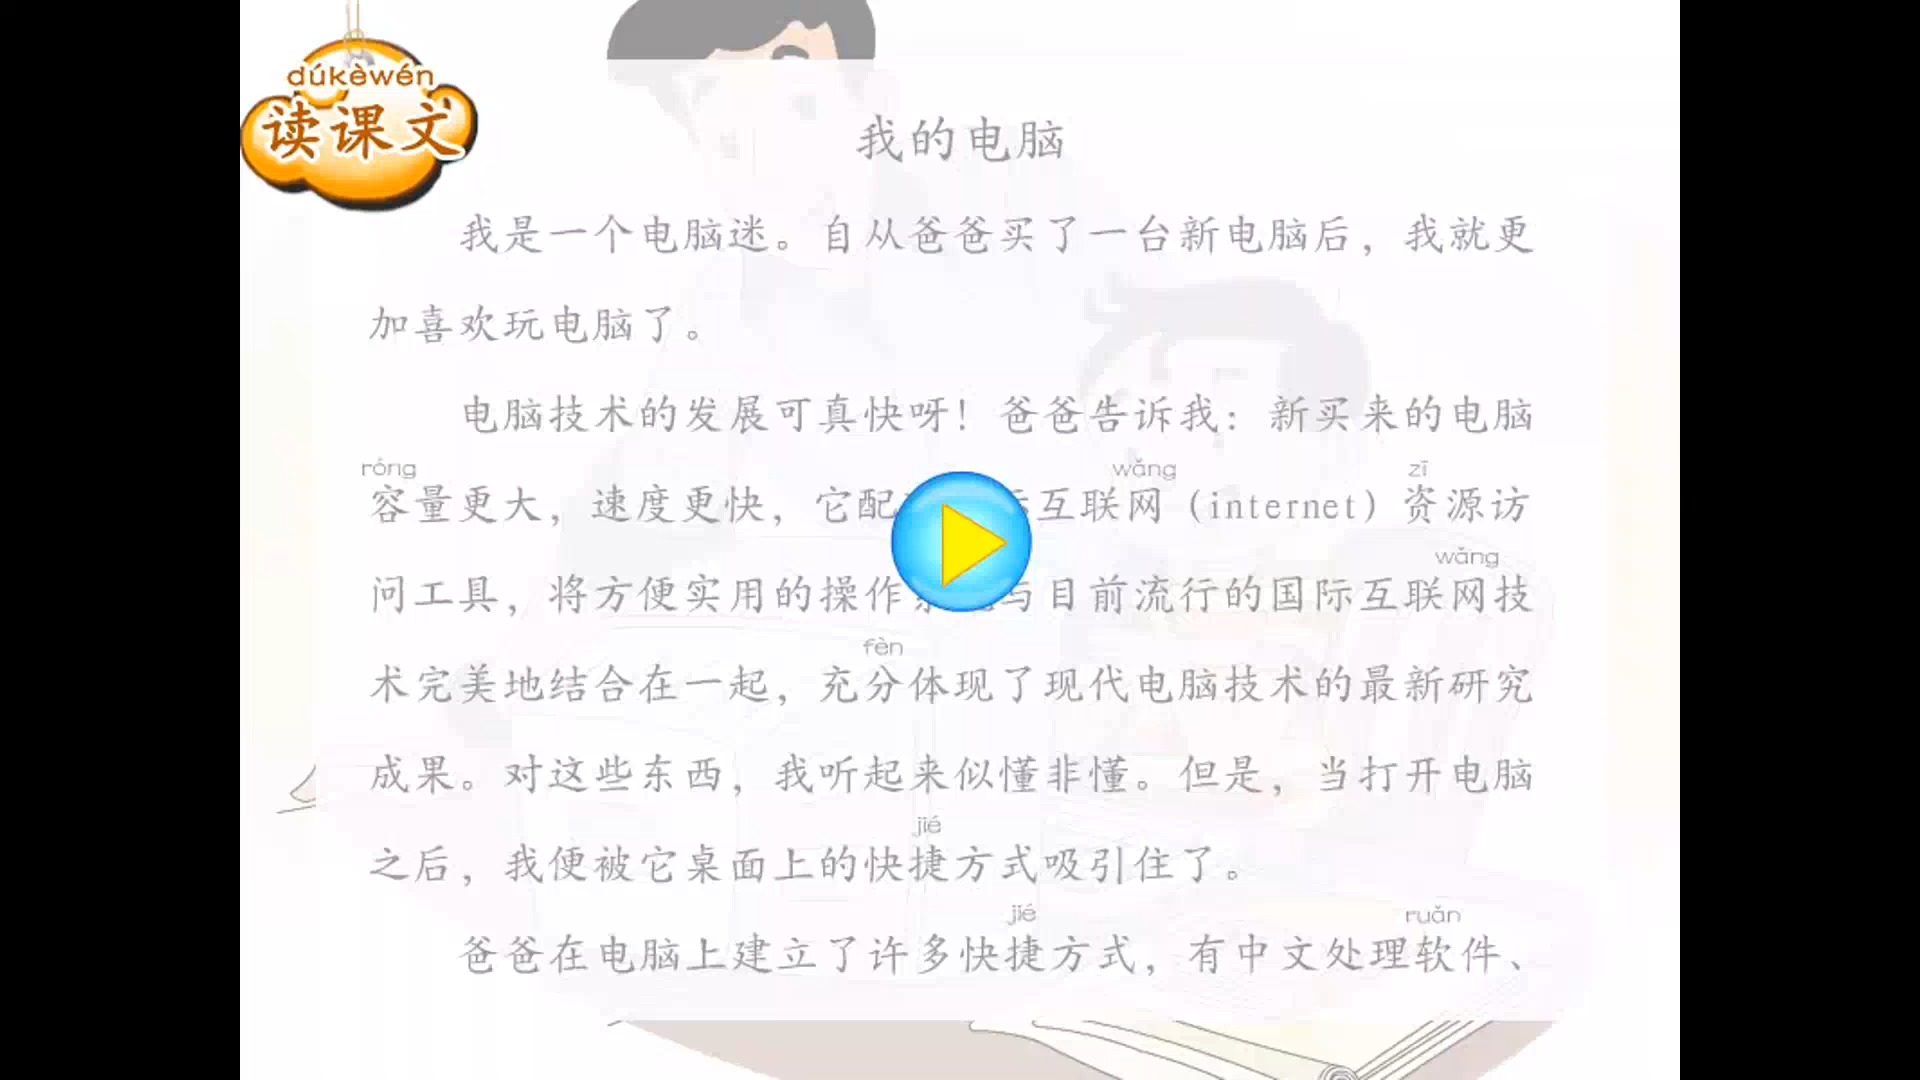 dúkèwén
读课文
我的电脑
我是一个电脑迷。自从爸爸买了一台新电脑后，我就更
加喜欢玩电脑了。
电脑技术的发展可真快呀！爸爸告诉我：新买来的电脑
róng wǎng zī
容量更大，速度更快，它配 互联网（internet）资源访
wǎng
问工具，将方便实用的操作 与目前流行的国际互联网技
fèn
术完美地结合在一起，充分体现了现代电脑技术的最新研究
成果。对这些东西，我听起来似懂非懂。但是，当打开电脑
jié
之后，我便被它桌面上的快捷方式吸引住了。
jié ruǎn
爸爸在电脑上建立了许多快捷方式，有中文处理软件、